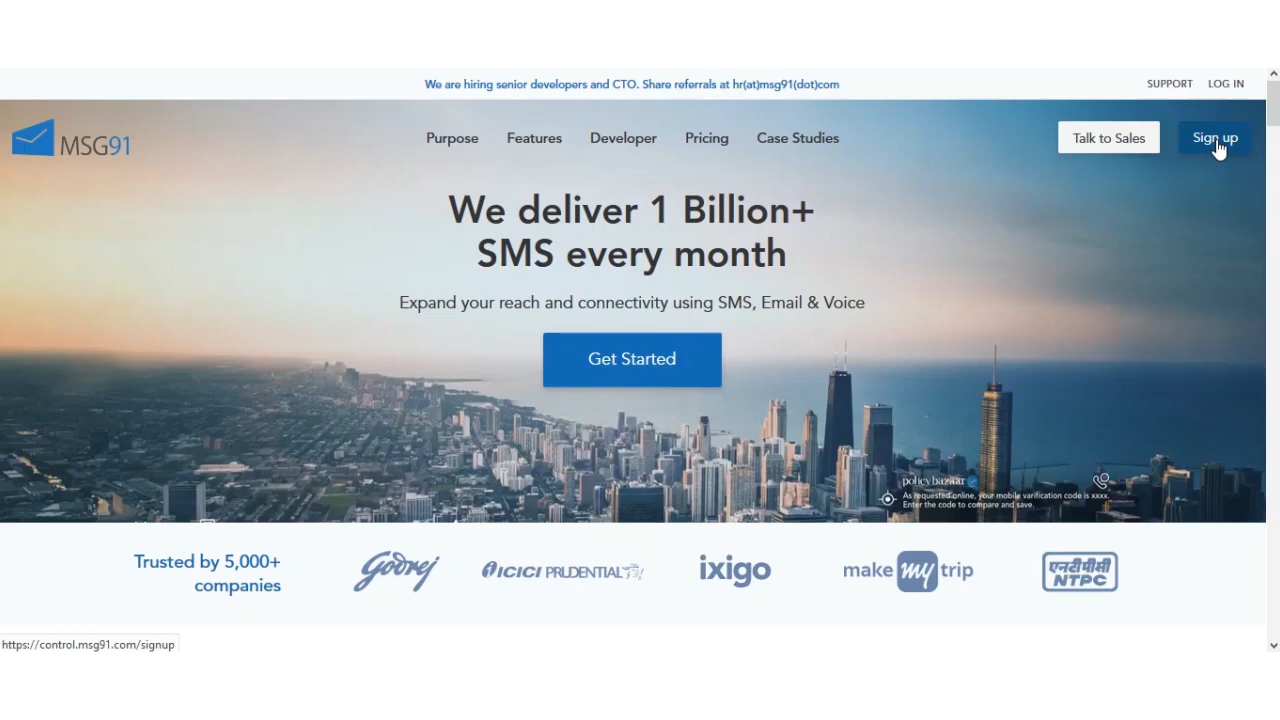 We are hiring senior developers and CTO. Share referrals at hr(at)msg91(dot)com
SUPPORT LOG IN
MSG91
Purpose Features Developer Pricing Case Studies
Talk to Sales Sign up
We deliver 1 Billion+
SMS every month
Expand your reach and connectivity using SMS, Email & Voice
Get Started
policybazaar
As requested online, your mobile varification code is xxxx.
Enter the code to compare and save.
Trusted by 5,000+
companies
Godrej
ICICI PRUDENTIAL
ixigo
make my trip
एनटीपीसी
NTPC
https://control.msg91.com/signup